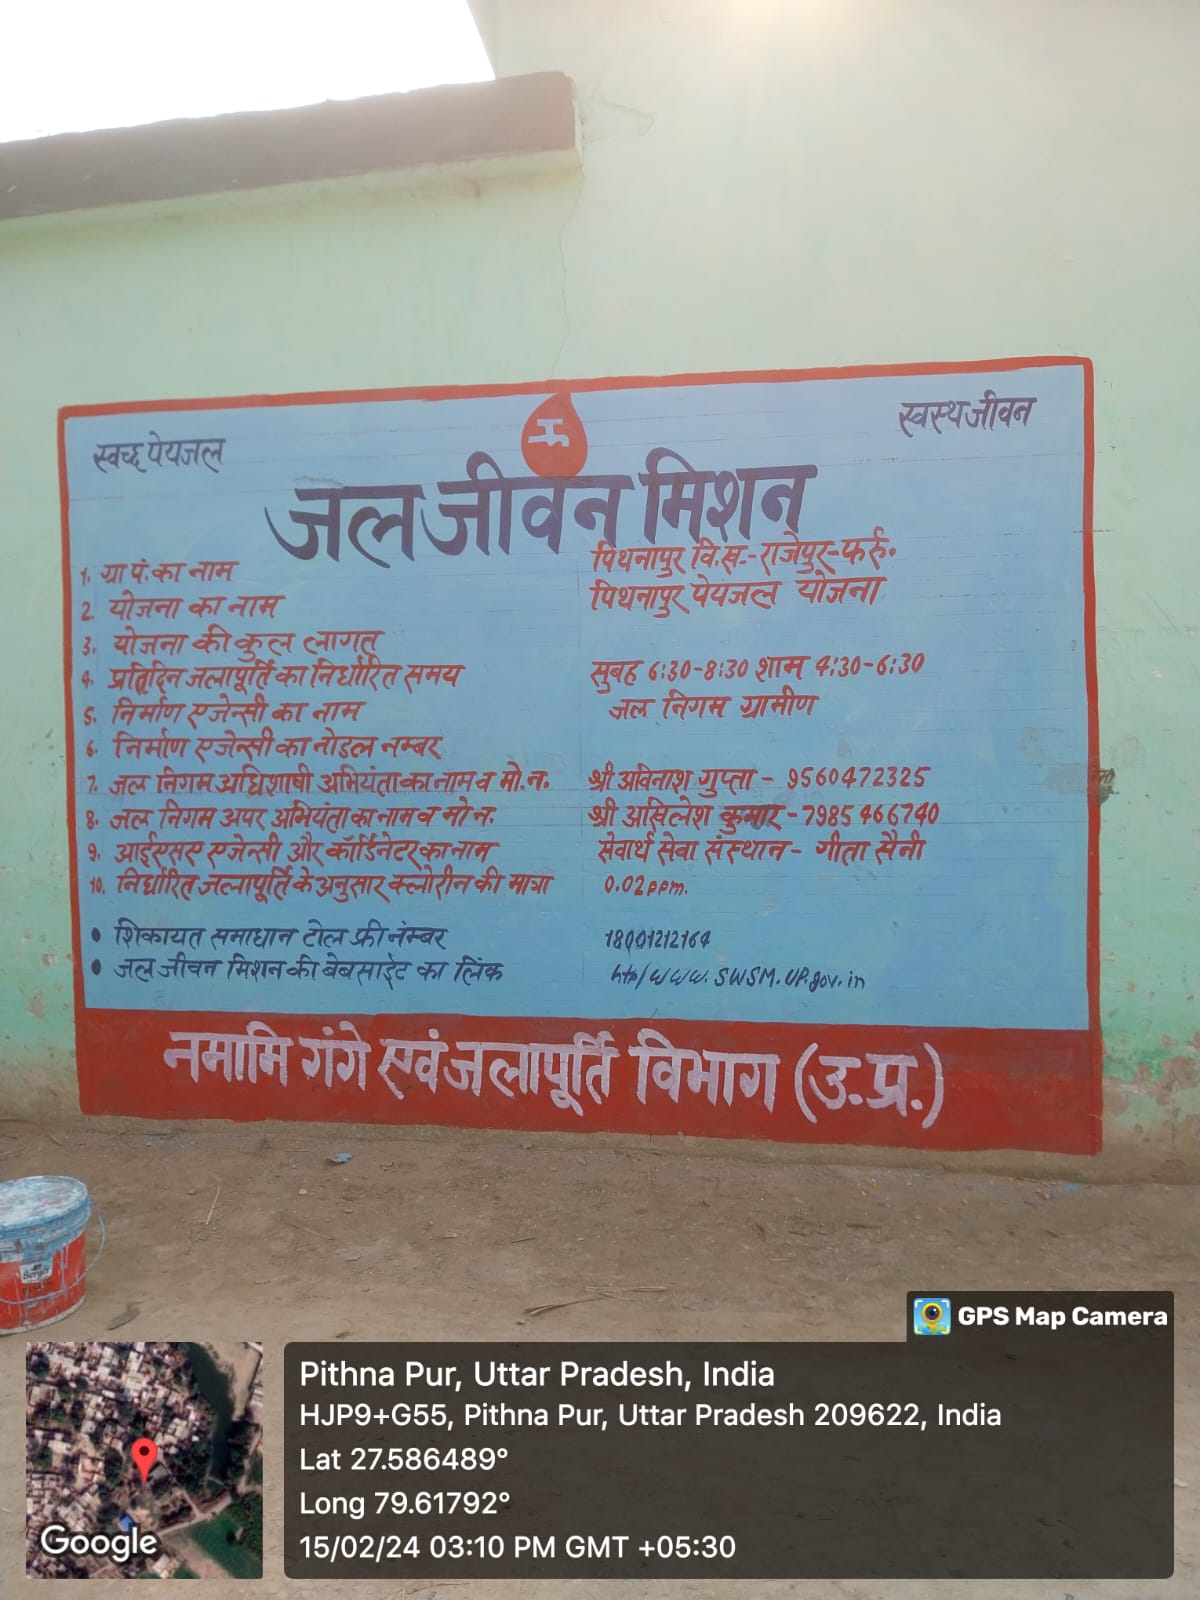 स्वच्छ पेयजल
स्वस्थ जीवन
जल जीवन मिशन
1. ग्रा पं. का नाम पिथनापुर वि.ख.-राजेपुर-फर्रु.
2. योजना का नाम पिथनापुर पेयजल योजना
3. योजना की कुल लागत
4. प्रतिदिन जलापूर्ति का निर्धारित समय सुबह 6:30-8:30 शाम 4:30-6:30
5. निर्माण एजेन्सी का नाम जल निगम ग्रामीण
6. निर्माण एजेन्सी का नोडल नम्बर
7. जल निगम अधिशाषी अभियंता का नाम व मो.न. श्री अविनाश गुप्ता - 9560472325
8. जल निगम अपर अभियंता का नाम व मो न. श्री अखिलेश कुमार - 7985466740
9. आईएसए एजेन्सी और कॉर्डिनेटर का नाम सेवार्थ सेवा संस्थान - गीता सैनी
10. निर्धारित जलापूर्ति के अनुसार क्लोरीन की मात्रा 0.02ppm.
• शिकायत समाधान टोल फ्री नंम्बर 18001212164
• जल जीवन मिशन की बेबसाईट का लिंक http/www.SWSM.UP.gov.in
नमामि गंगे एवं जलापूर्ति विभाग (उ.प्र.)
Berger
GPS Map Camera
Pithna Pur, Uttar Pradesh, India
HJP9+G55, Pithna Pur, Uttar Pradesh 209622, India
Lat 27.586489°
Long 79.61792°
15/02/24 03:10 PM GMT +05:30
Google